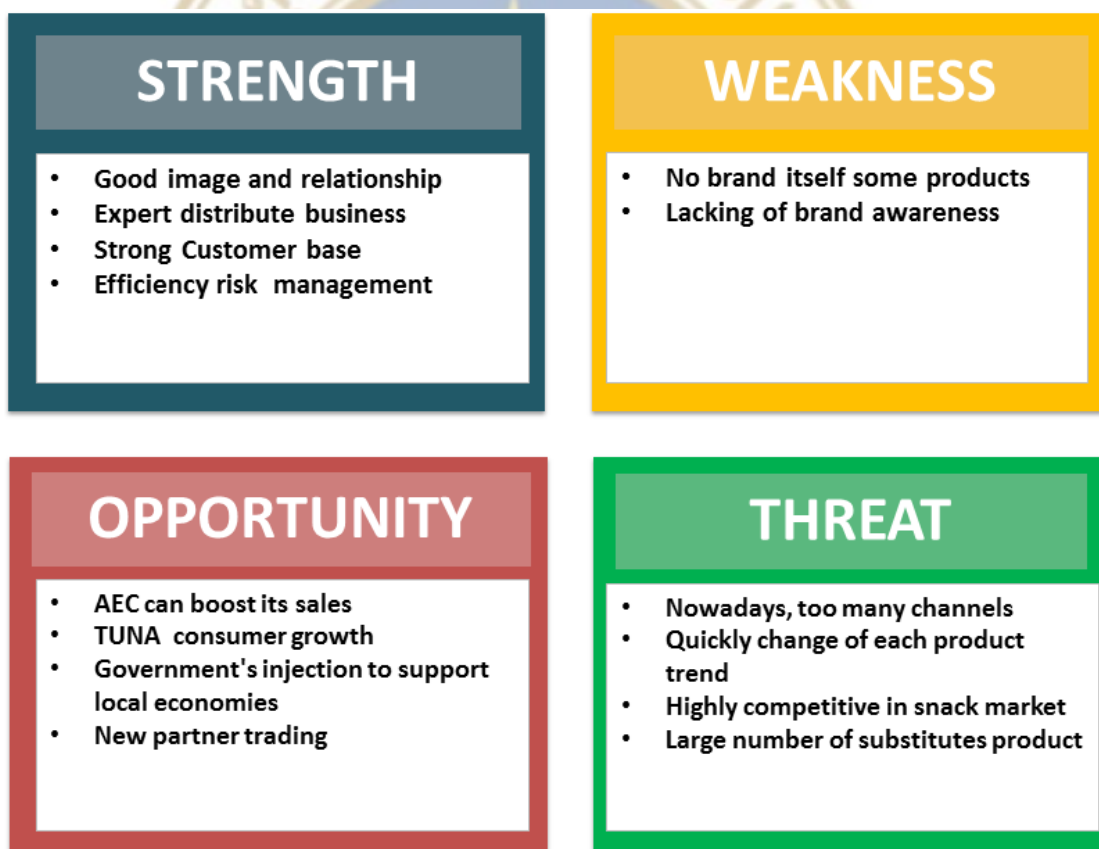 STRENGTH
• Good image and relationship
• Expert distribute business
• Strong Customer base
• Efficiency risk management
WEAKNESS
• No brand itself some products
• Lacking of brand awareness
OPPORTUNITY
• AEC can boost its sales
• TUNA consumer growth
• Government's injection to support
local economies
• New partner trading
THREAT
• Nowadays, too many channels
• Quickly change of each product
trend
• Highly competitive in snack market
• Large number of substitutes product